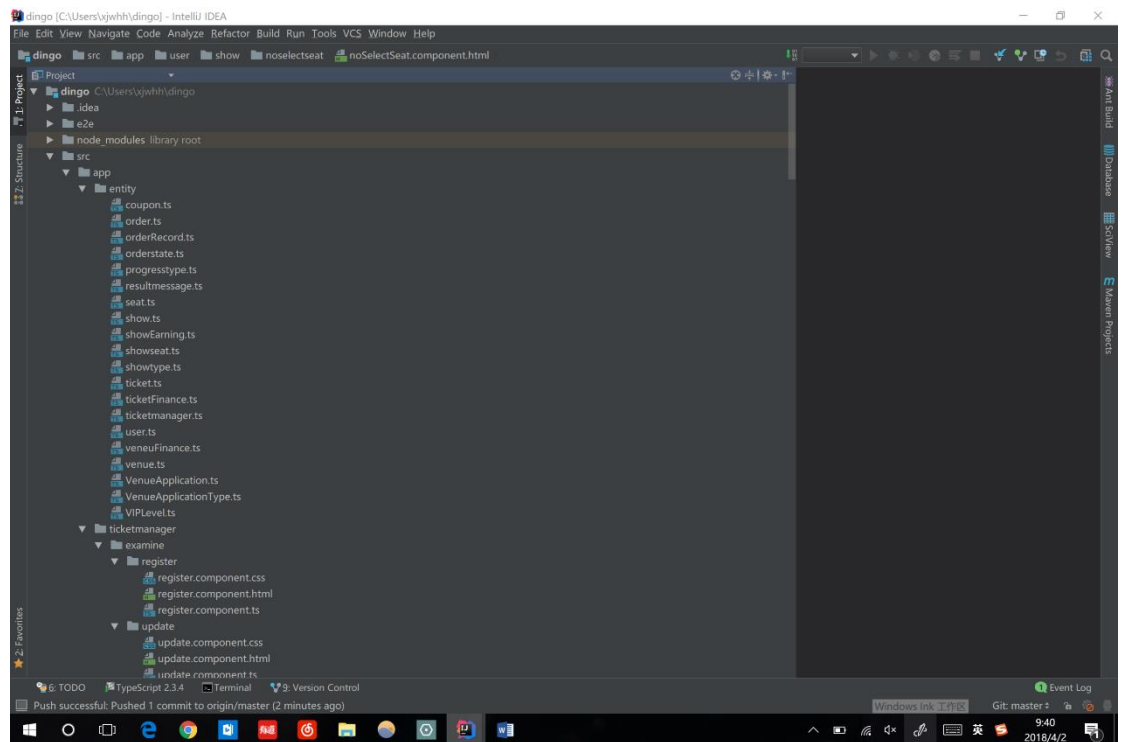 dingo [C:\Users\xjwhh\dingo] - IntelliJ IDEA
File Edit View Navigate Code Analyze Refactor Build Run Tools VCS Window Help
dingo src app user show noselectseat noSelectSeat.component.html
Project
1: Project
dingo C:\Users\xjwhh\dingo
.idea
e2e
node_modules library root
src
app
entity
coupon.ts
order.ts
orderRecord.ts
orderstate.ts
progresstype.ts
resultmessage.ts
seat.ts
show.ts
showEarning.ts
showseat.ts
showtype.ts
ticket.ts
ticketFinance.ts
ticketmanager.ts
user.ts
veneuFinance.ts
venue.ts
VenueApplication.ts
VenueApplicationType.ts
VIPLevel.ts
ticketmanager
examine
register
register.component.css
register.component.html
register.component.ts
update
update.component.css
update.component.html
update.component.ts
7: Structure
2: Favorites
Ant Build
Database
SciView
Maven Projects
6: TODO TypeScript 2.3.4 Terminal 9: Version Control Event Log
Push successful: Pushed 1 commit to origin/master (2 minutes ago) Windows Ink 工作区 Git: master
英 9:40
2018/4/2